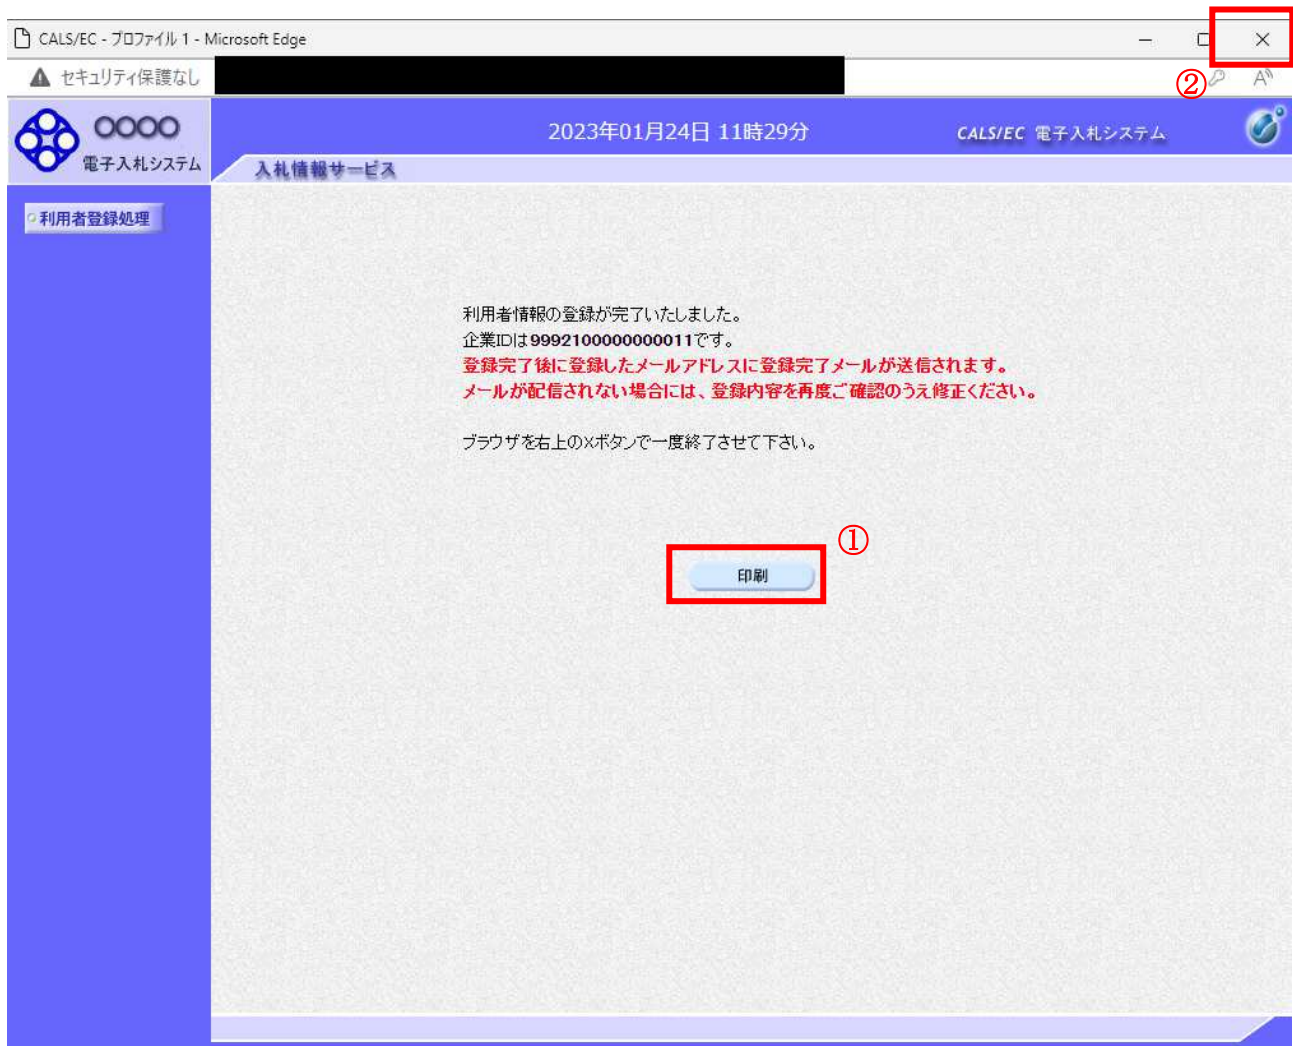 CALS/EC - プロファイル 1 - Microsoft Edge
セキュリティ保護なし
②
OOOO
電子入札システム
2023年01月24日 11時29分
CALS/EC 電子入札システム
入札情報サービス
利用者登録処理
利用者情報の登録が完了いたしました。
企業IDは9992100000000011です。
登録完了後に登録したメールアドレスに登録完了メールが送信されます。
メールが配信されない場合には、登録内容を再度ご確認のうえ修正ください。
ブラウザを右上の×ボタンで一度終了させて下さい。
①
印刷